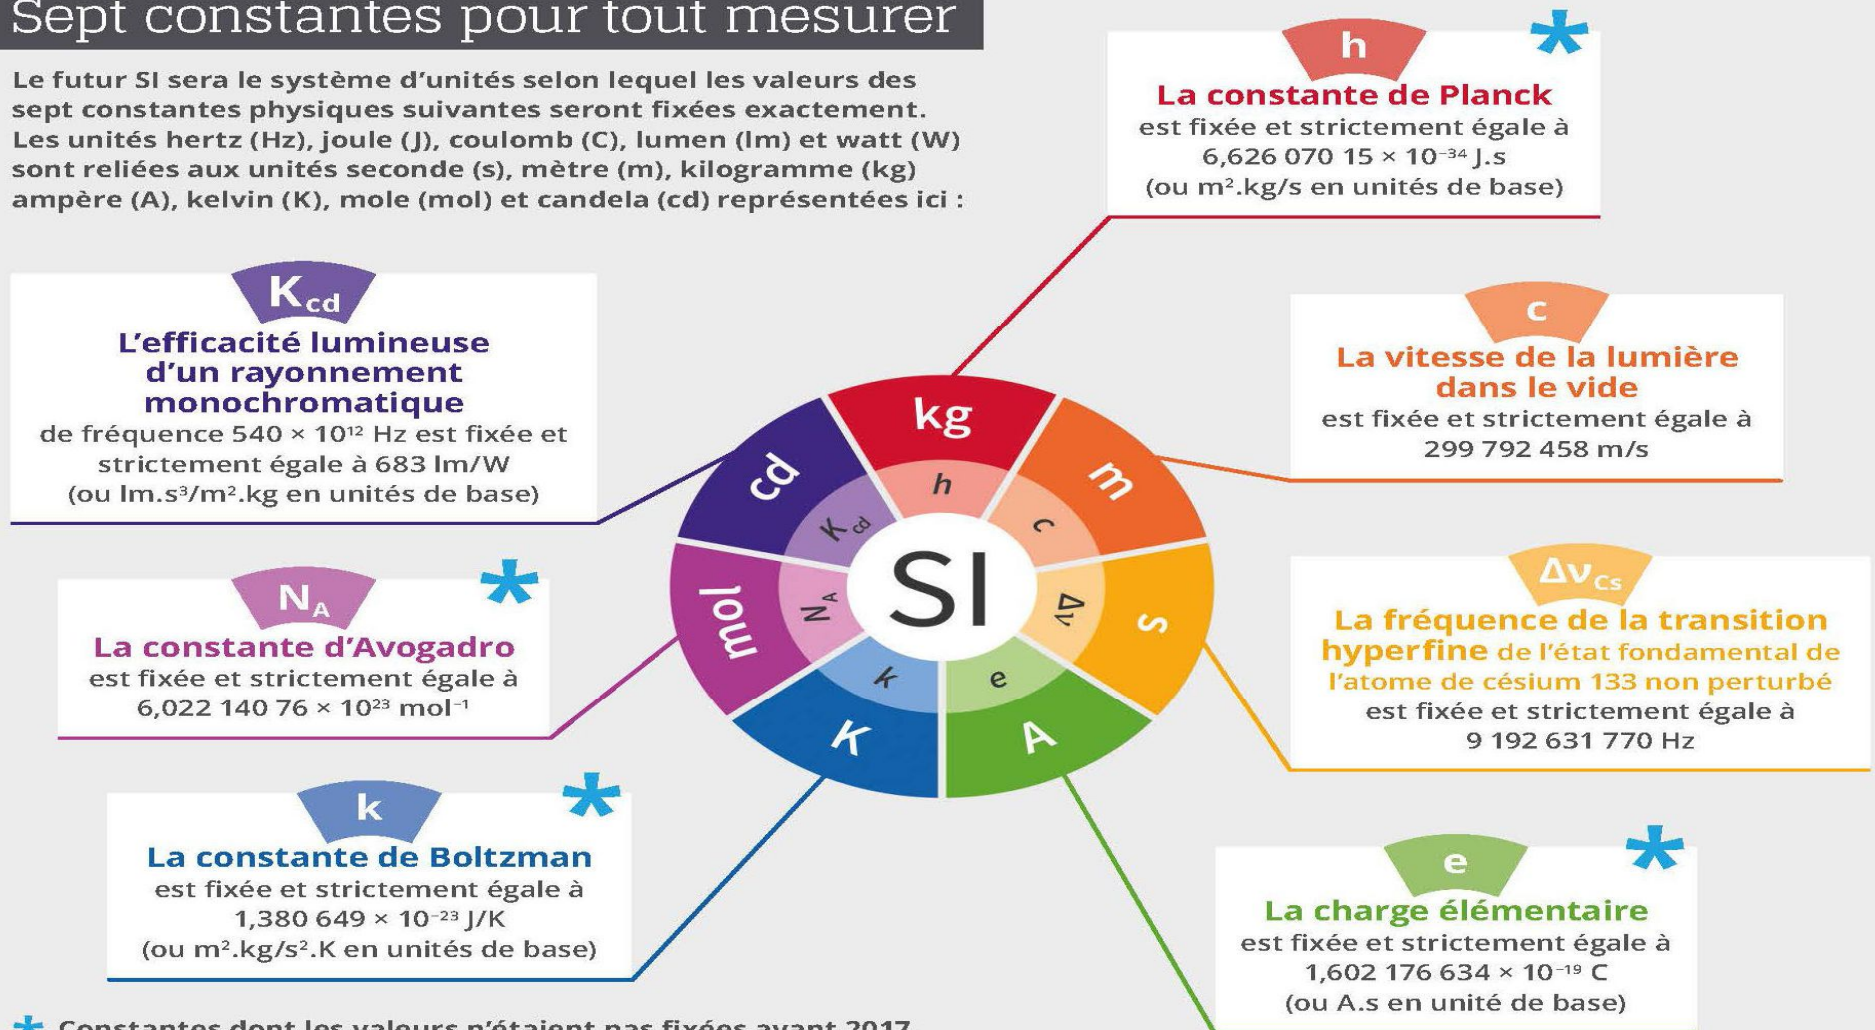 Sept constantes pour tout mesurer
Le futur SI sera le système d’unités selon lequel les valeurs des
sept constantes physiques suivantes seront fixées exactement.
Les unités hertz (Hz), joule (J), coulomb (C), lumen (lm) et watt (W)
sont reliées aux unités seconde (s), mètre (m), kilogramme (kg)
ampère (A), kelvin (K), mole (mol) et candela (cd) représentées ici :
h
La constante de Planck
est fixée et strictement égale à
6,626 070 15 × 10⁻³⁴ J.s
(ou m².kg/s en unités de base)
K cd
L’efficacité lumineuse
d’un rayonnement
monochromatique
de fréquence 540 × 10¹² Hz est fixée et
strictement égale à 683 lm/W
(ou lm.s³/m².kg en unités de base)
c
La vitesse de la lumière
dans le vide
est fixée et strictement égale à
299 792 458 m/s
N A
La constante d’Avogadro
est fixée et strictement égale à
6,022 140 76 × 10²³ mol⁻¹
Δν Cs
La fréquence de la transition
hyperfine de l’état fondamental de
l’atome de césium 133 non perturbé
est fixée et strictement égale à
9 192 631 770 Hz
k
La constante de Boltzman
est fixée et strictement égale à
1,380 649 × 10⁻²³ J/K
(ou m².kg/s².K en unités de base)
e
La charge élémentaire
est fixée et strictement égale à
1,602 176 634 × 10⁻¹⁹ C
(ou A.s en unité de base)
kg
h
m
c
s
Δν
A
e
K
k
mol
N A
cd
K cd
SI
* Constantes dont les valeurs n’étaient pas fixées avant 2017